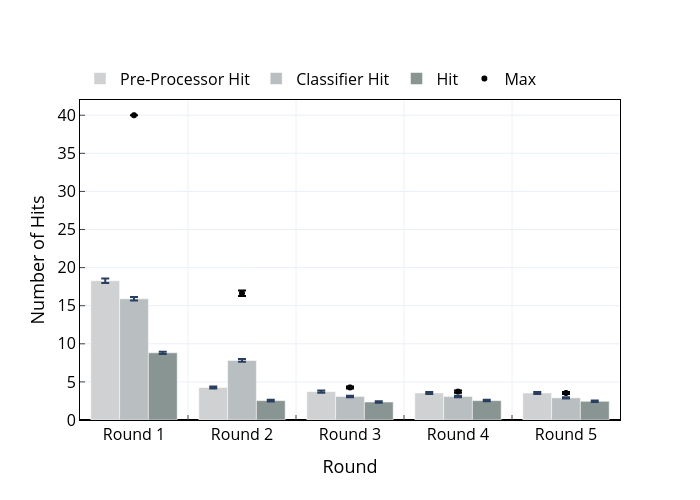 Pre-Processor Hit Classifier Hit Hit Max
40
35
30
25
20
15
10
5
0
Number of Hits
Round 1 Round 2 Round 3 Round 4 Round 5
Round